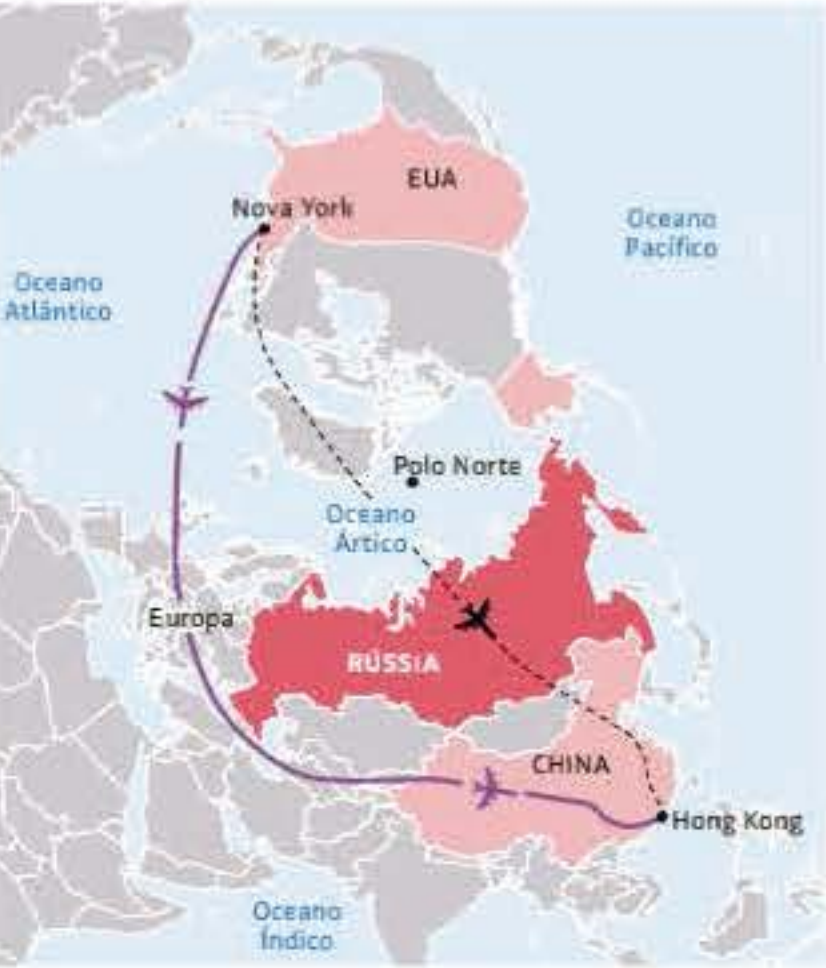 EUA
Nova York
Oceano
Pacífico
Oceano
Atlântico
Polo Norte
Oceano
Ártico
Europa
RÚSSIA
CHINA
Hong Kong
Oceano
Índico